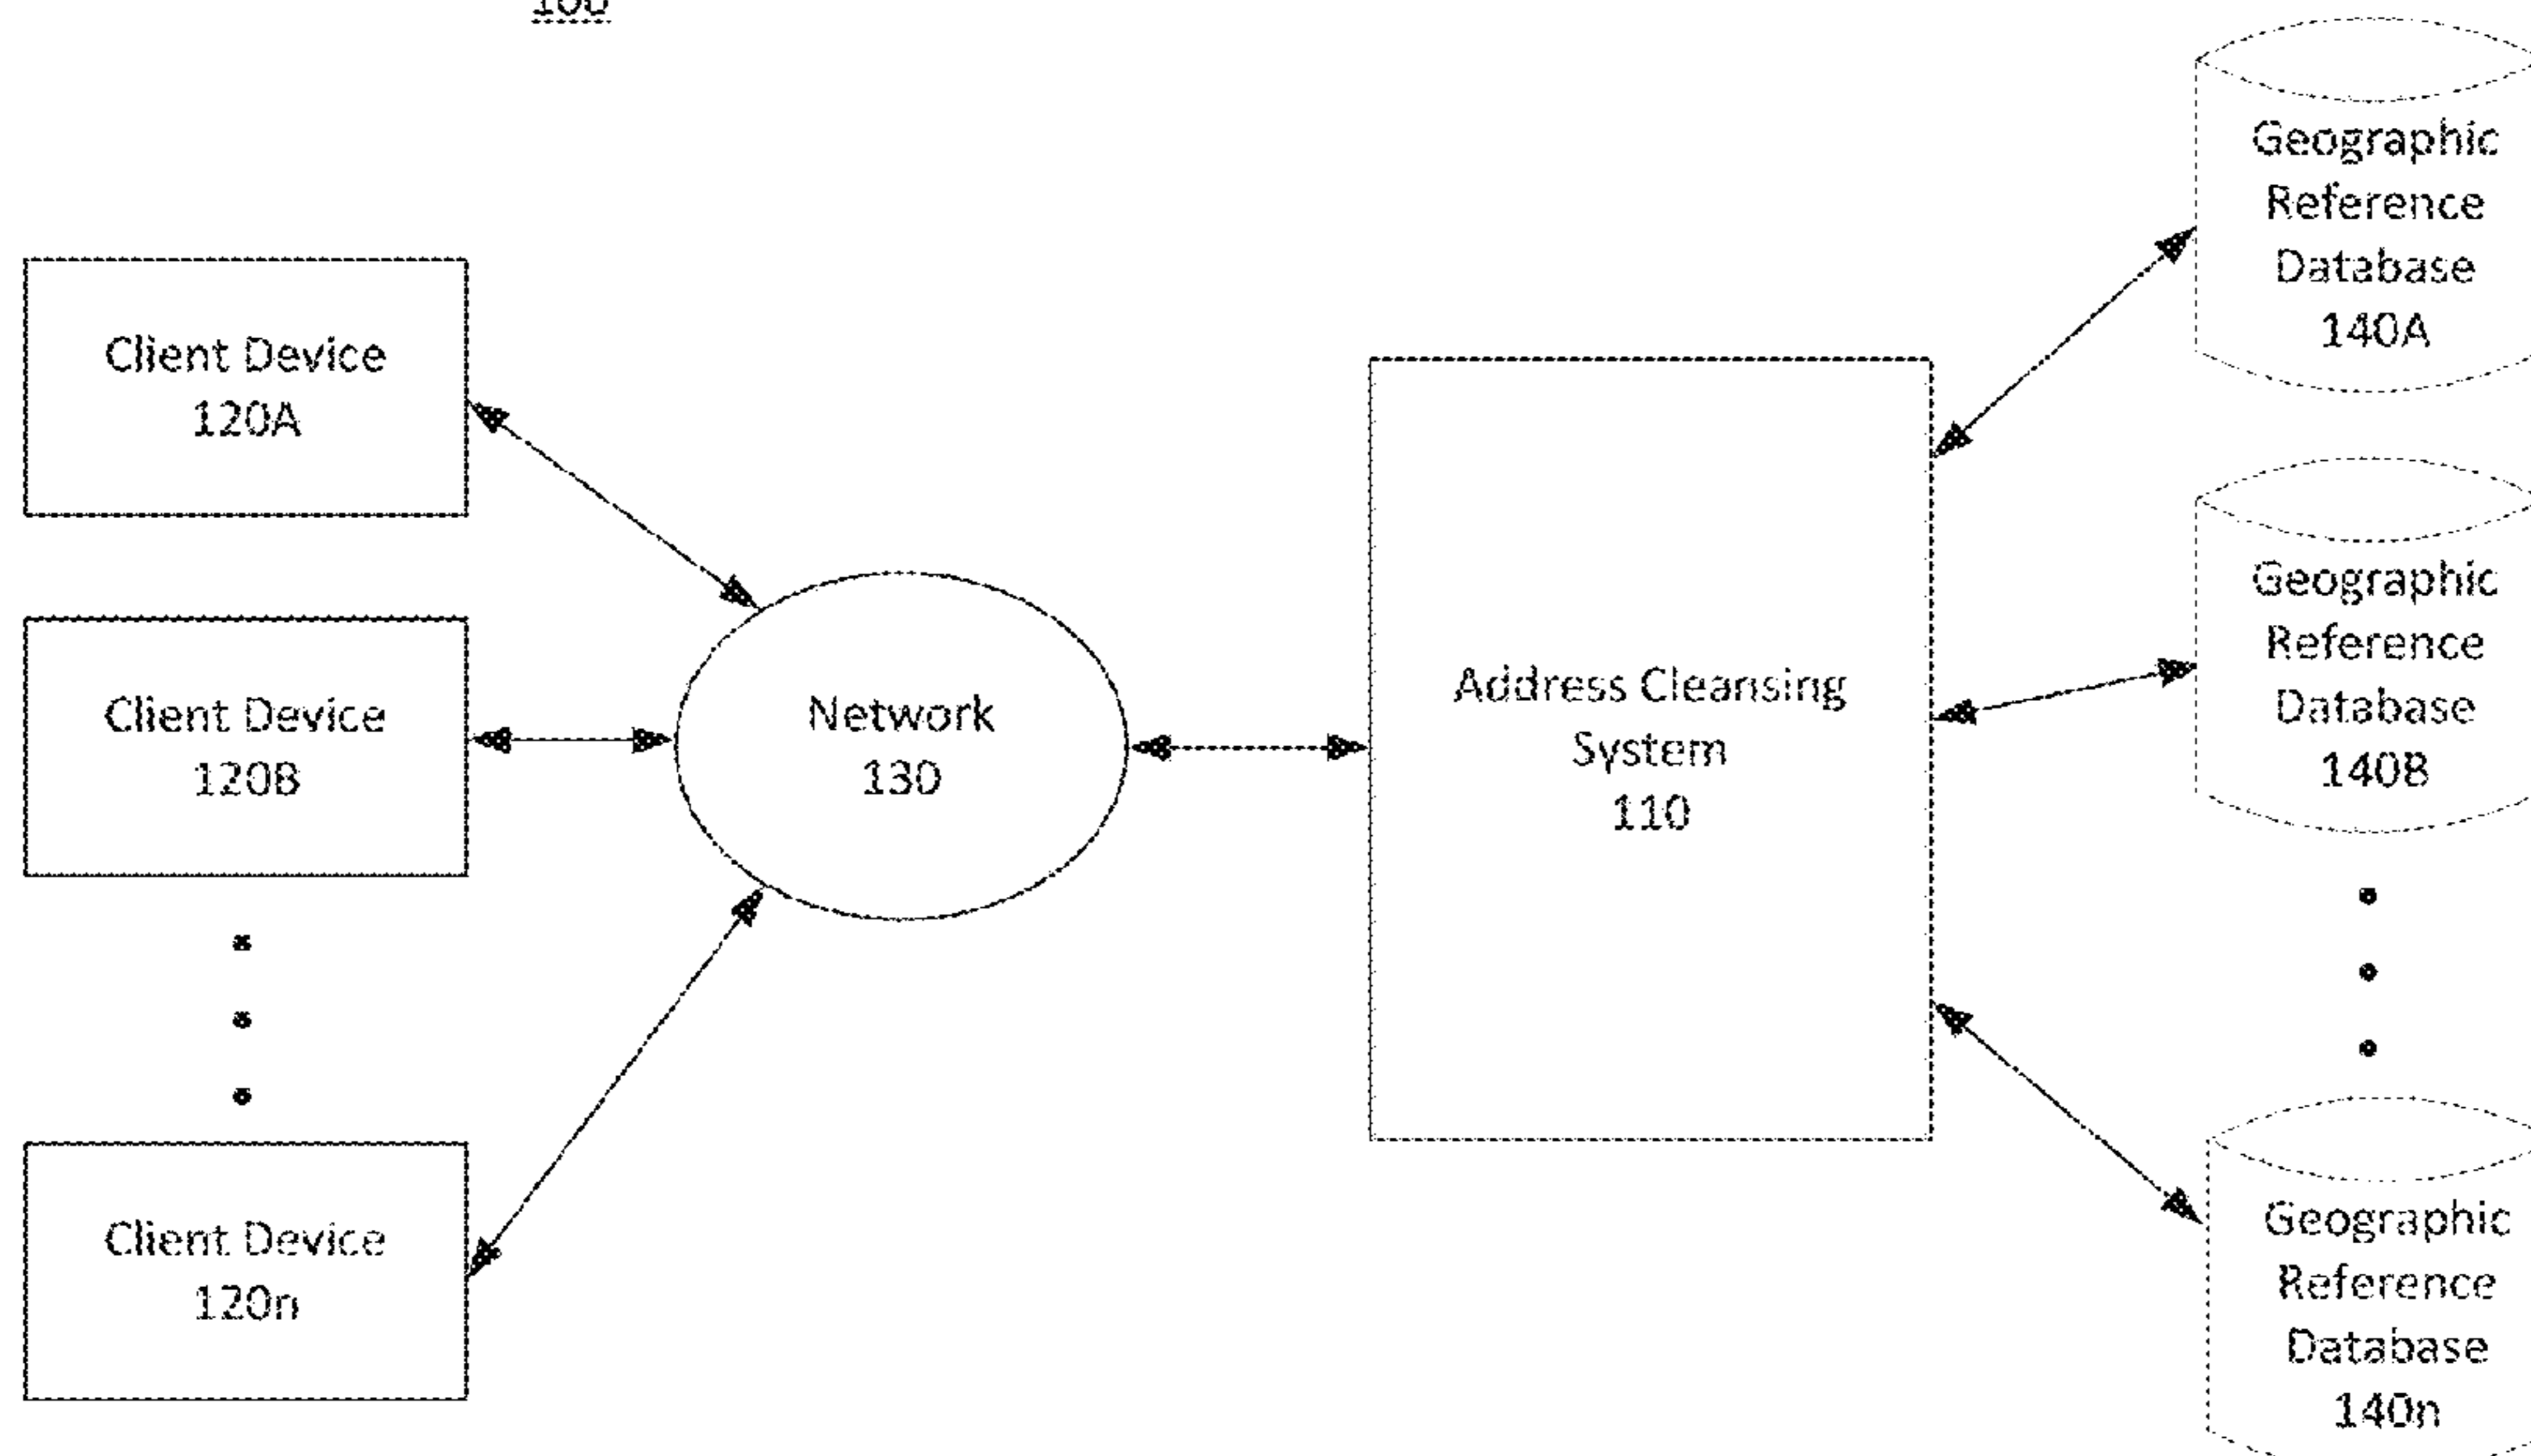 Client Device
120A
Client Device
120B
Client Device
120n
Network
130
Address Cleansing
System
110
Geographic
Reference
Database
140A
Geographic
Reference
Database
140B
Geographic
Reference
Database
140n